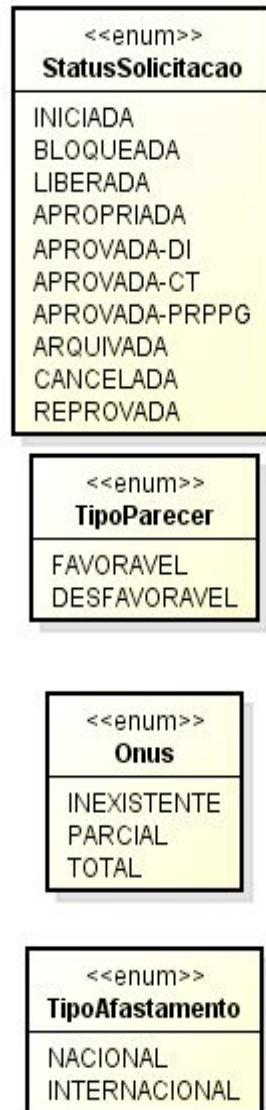 <<enum>>
StatusSolicitacao
INICIADA
BLOQUEADA
LIBERADA
APROPRIADA
APROVADA-DI
APROVADA-CT
APROVADA-PRPPG
ARQUIVADA
CANCELADA
REPROVADA
<<enum>>
TipoParecer
FAVORAVEL
DESFAVORAVEL
<<enum>>
Onus
INEXISTENTE
PARCIAL
TOTAL
<<enum>>
TipoAfastamento
NACIONAL
INTERNACIONAL